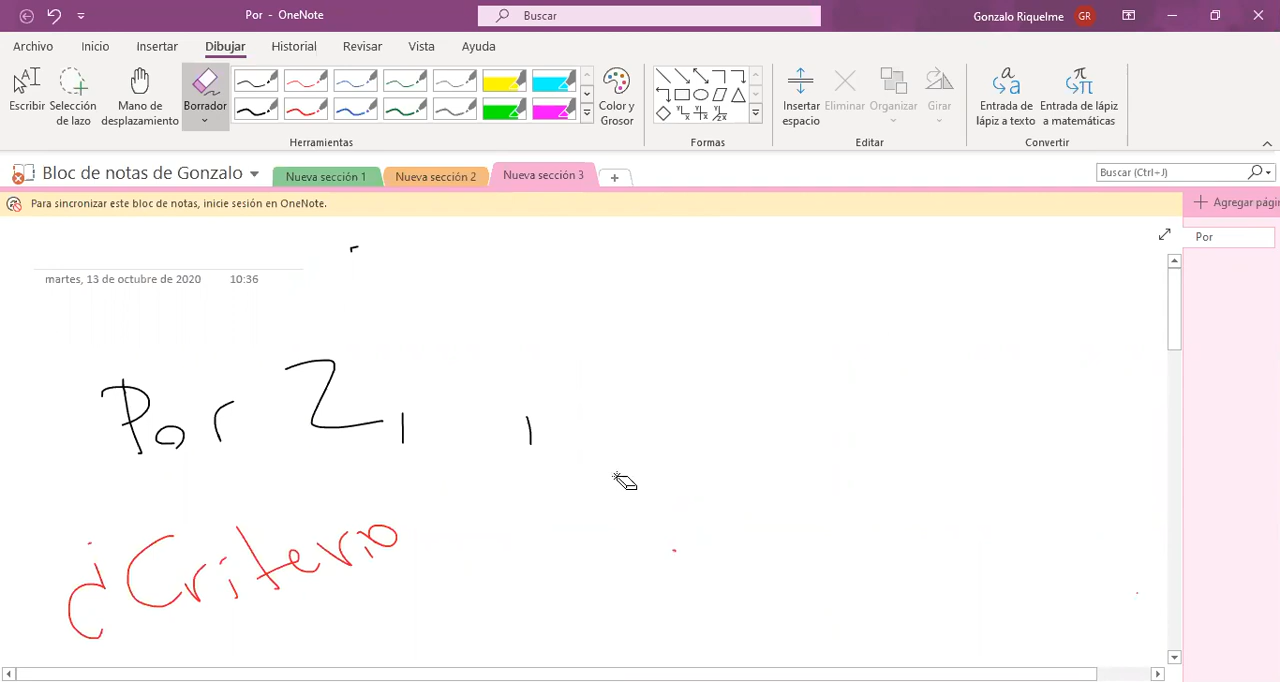 Por - OneNote
Buscar
Gonzalo Riquelme GR
Archivo Inicio Insertar Dibujar Historial Revisar Vista Ayuda
Escribir
Selección de lazo
Mano de desplazamiento
Borrador
Color y Grosor
Insertar espacio
Eliminar
Organizar
Girar
Entrada de lápiz a texto
Entrada de lápiz a matemáticas
Herramientas Formas Editar Convertir
Bloc de notas de Gonzalo Nueva sección 1 Nueva sección 2 Nueva sección 3 Buscar (Ctrl+J)
Para sincronizar este bloc de notas, inicie sesión en OneNote.
Agregar págin
Por
martes, 13 de octubre de 2020 10:36
Por Z1 1
¿Criterio